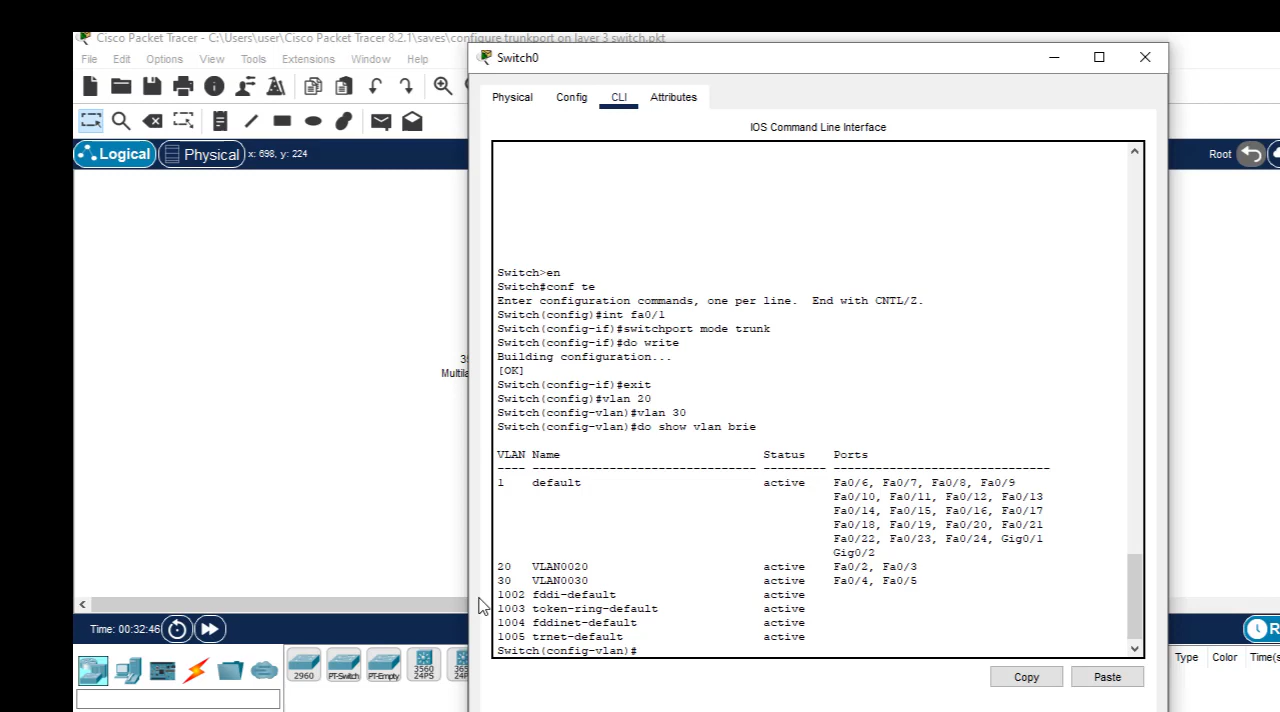 Cisco Packet Tracer - C:\Users\user\Cisco Packet Tracer 8.2.1\saves\configure trunkport on layer 3 switch.pkt
File Edit Options View Tools Extensions Window Help
Switch0
Physical Config CLI Attributes
IOS Command Line Interface
Logical Physical x: 698, y: 224
Root
Switch>en
Switch#conf te
Enter configuration commands, one per line. End with CNTL/Z.
Switch(config)#int fa0/1
Switch(config-if)#switchport mode trunk
Switch(config-if)#do write
Building configuration...
[OK]
Switch(config-if)#exit
Switch(config)#vlan 20
Switch(config-vlan)#vlan 30
Switch(config-vlan)#do show vlan brie
VLAN Name Status Ports
---- -------------------------------- --------- -------------------------------
1 default active Fa0/6, Fa0/7, Fa0/8, Fa0/9
Fa0/10, Fa0/11, Fa0/12, Fa0/13
Fa0/14, Fa0/15, Fa0/16, Fa0/17
Fa0/18, Fa0/19, Fa0/20, Fa0/21
Fa0/22, Fa0/23, Fa0/24, Gig0/1
Gig0/2
20 VLAN0020 active Fa0/2, Fa0/3
30 VLAN0030 active Fa0/4, Fa0/5
1002 fddi-default active
1003 token-ring-default active
1004 fddinet-default active
1005 trnet-default active
Switch(config-vlan)#
Time: 00:32:46
2960 PT-Switch PT-Empty 3560 24PS
Copy Paste
Type Color Time(s